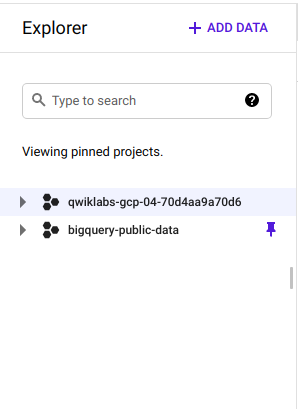 Explorer
+ ADD DATA
Type to search
Viewing pinned projects.
qwiklabs-gcp-04-70d4aa9a70d6
bigquery-public-data